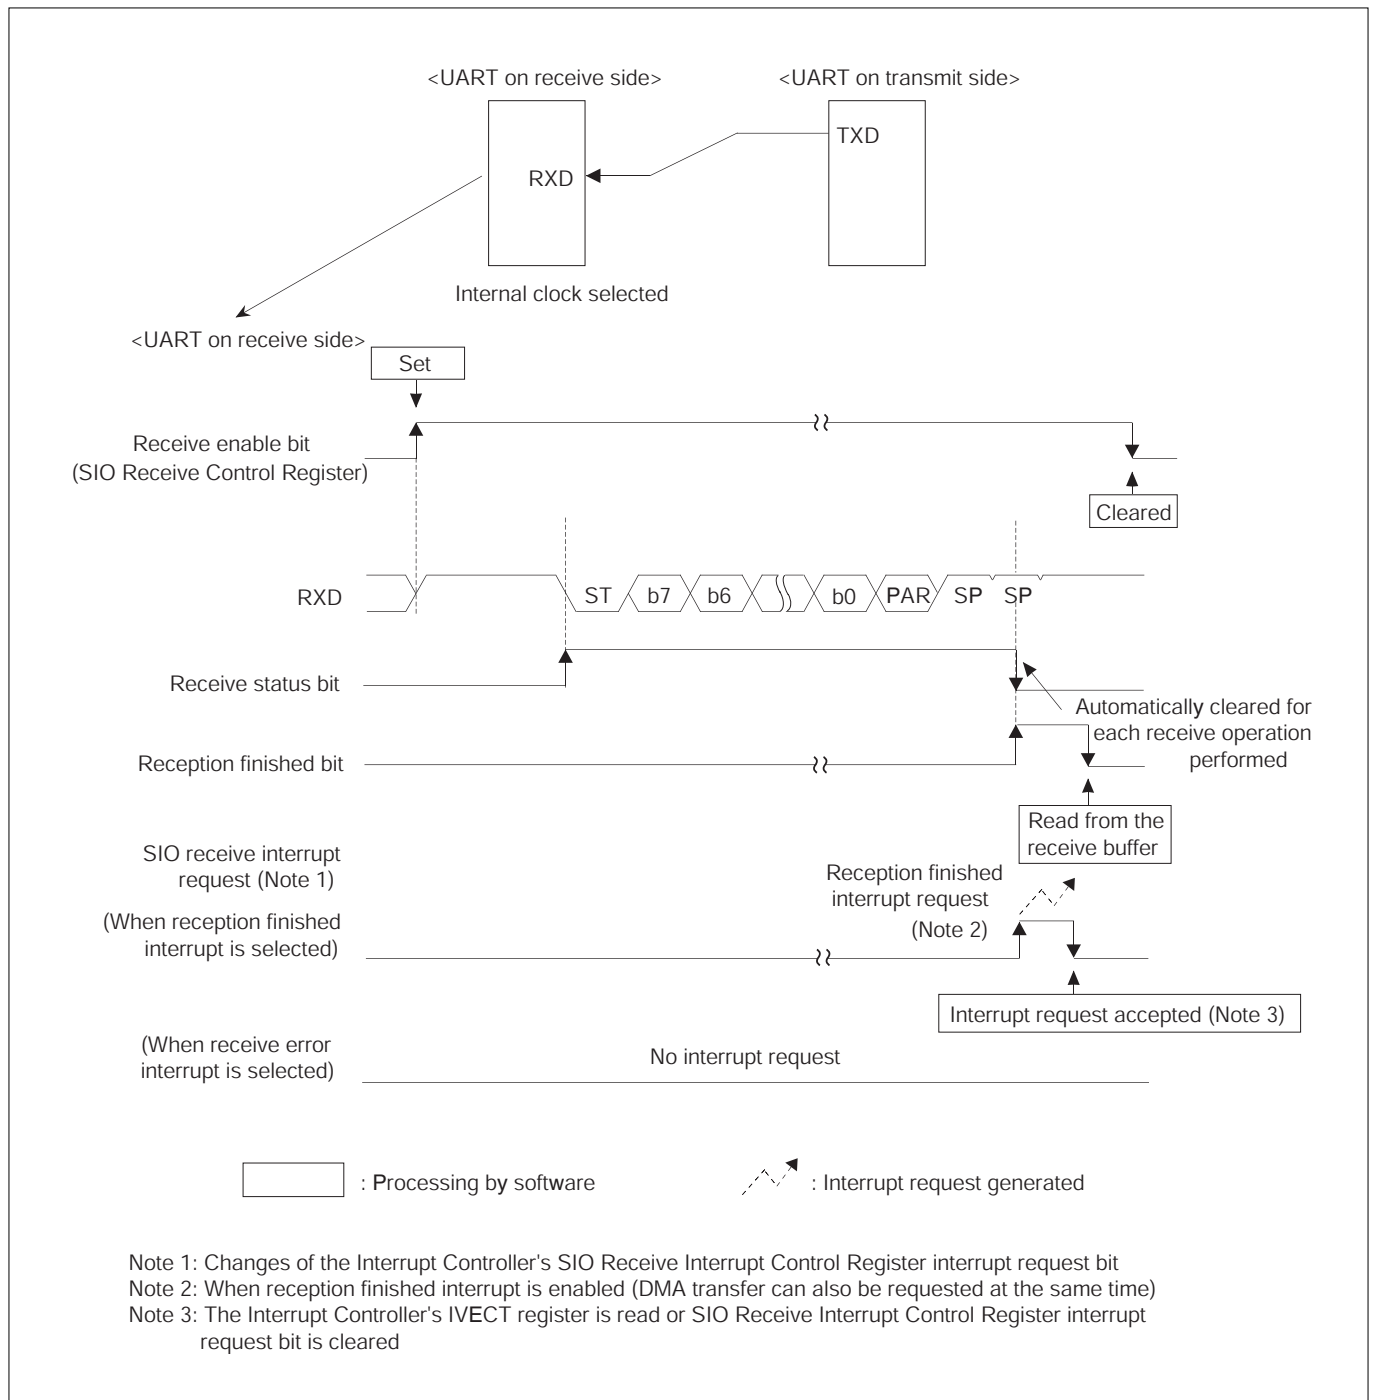 <UART on receive side>
<UART on transmit side>
TXD
RXD
Internal clock selected
<UART on receive side>
Set
Receive enable bit
(SIO Receive Control Register)
Cleared
RXD
ST b7 b6 b0 PAR SP SP
Receive status bit
Automatically cleared for
each receive operation
performed
Reception finished bit
Read from the
receive buffer
SIO receive interrupt
request (Note 1)
Reception finished
interrupt request
(Note 2)
(When reception finished
interrupt is selected)
Interrupt request accepted (Note 3)
(When receive error
interrupt is selected)
No interrupt request
: Processing by software
: Interrupt request generated
Note 1: Changes of the Interrupt Controller's SIO Receive Interrupt Control Register interrupt request bit
Note 2: When reception finished interrupt is enabled (DMA transfer can also be requested at the same time)
Note 3: The Interrupt Controller's IVECT register is read or SIO Receive Interrupt Control Register interrupt
request bit is cleared